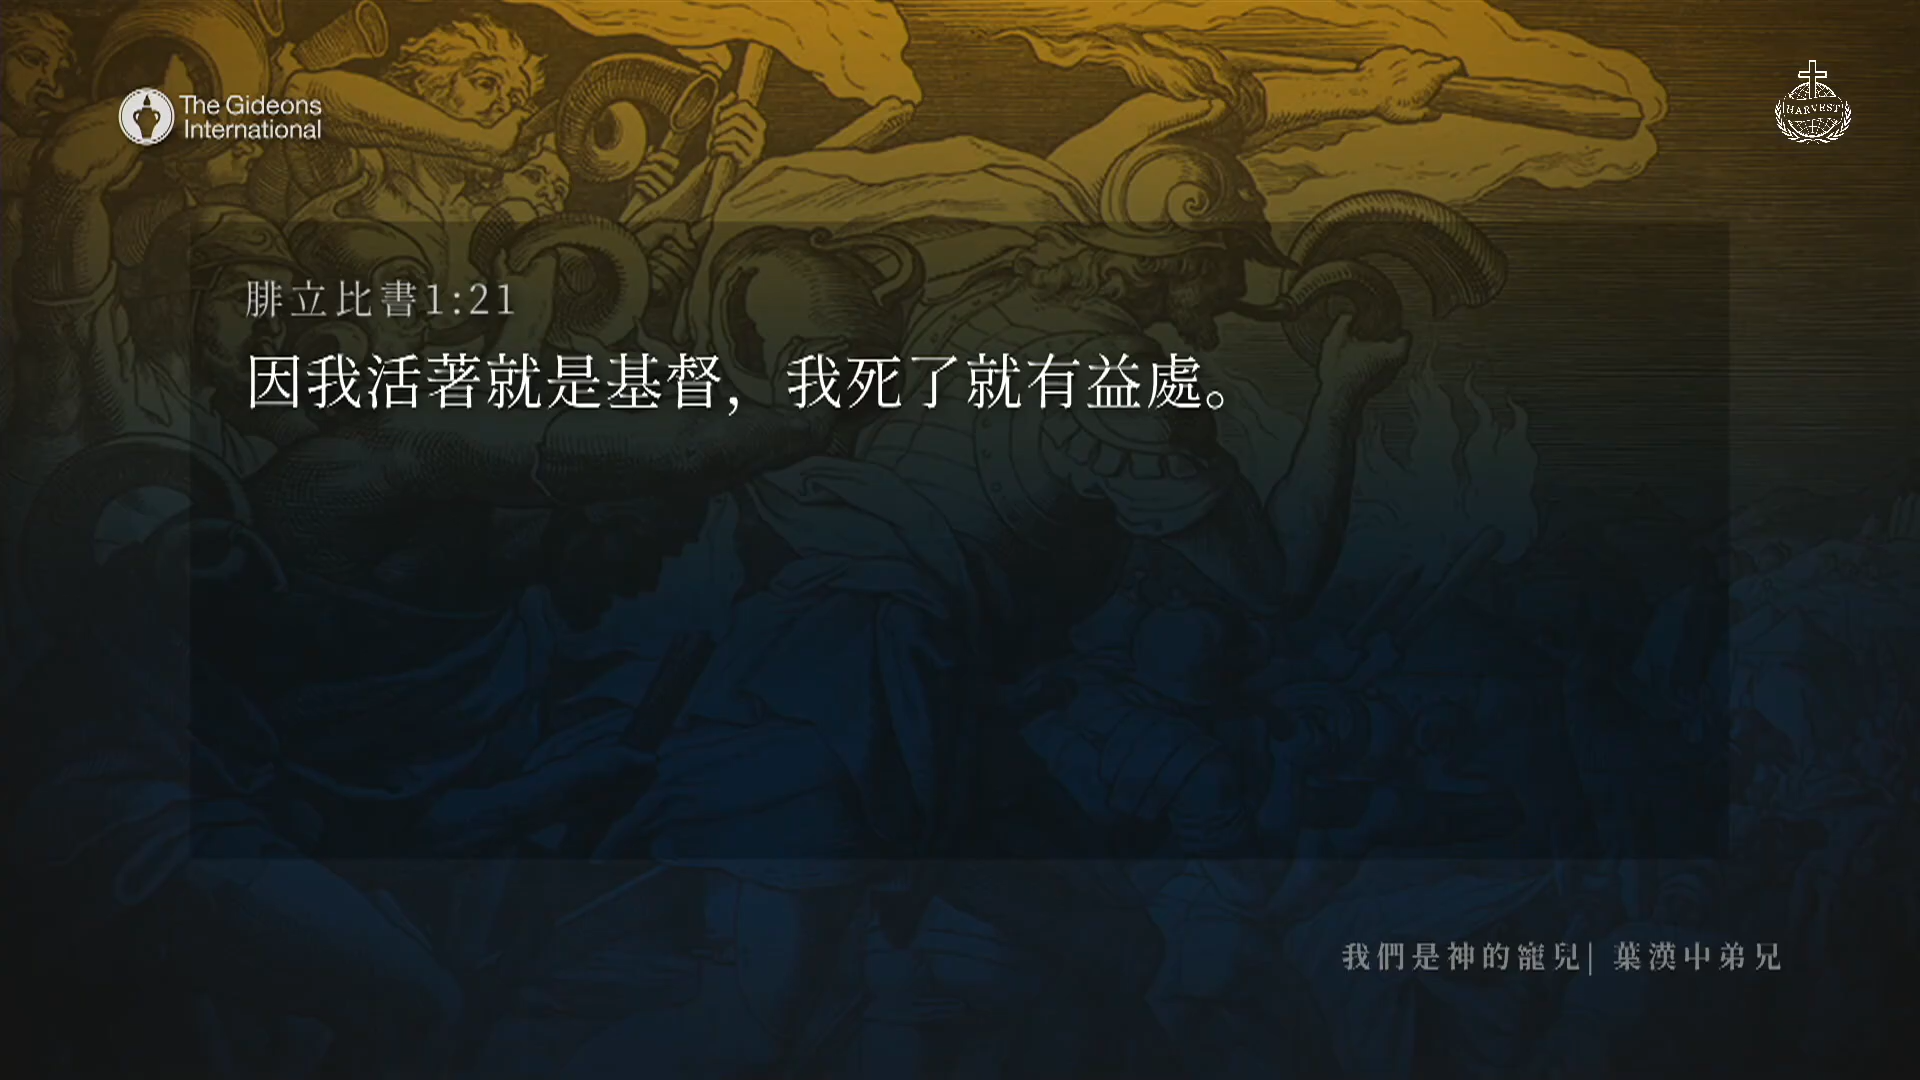 The Gideons
International
HARVEST
腓立比書1:21
因我活著就是基督，我死了就有益處。
我們是神的寵兒| 葉漢中弟兄